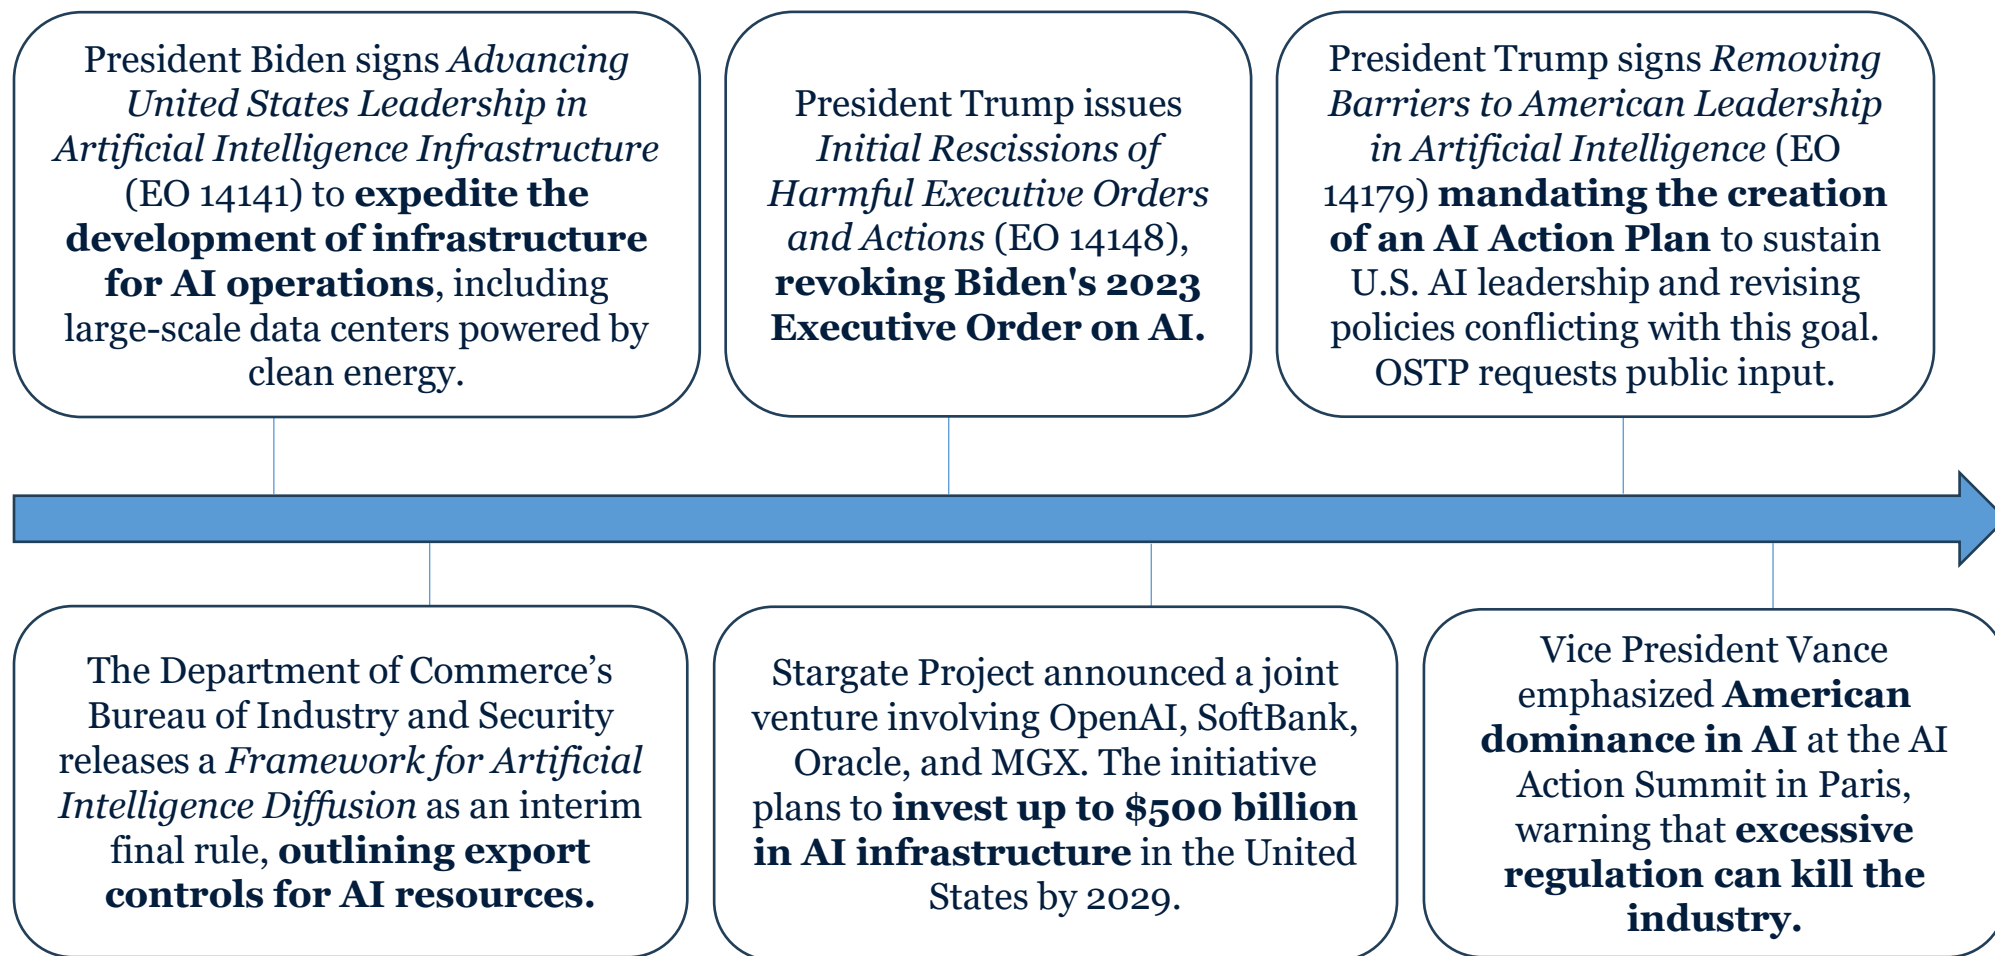 President Biden signs Advancing
United States Leadership in
Artificial Intelligence Infrastructure
(EO 14141) to expedite the
development of infrastructure
for AI operations, including
large-scale data centers powered by
clean energy.
President Trump issues
Initial Rescissions of
Harmful Executive Orders
and Actions (EO 14148),
revoking Biden's 2023
Executive Order on AI.
President Trump signs Removing
Barriers to American Leadership
in Artificial Intelligence (EO
14179) mandating the creation
of an AI Action Plan to sustain
U.S. AI leadership and revising
policies conflicting with this goal.
OSTP requests public input.
The Department of Commerce’s
Bureau of Industry and Security
releases a Framework for Artificial
Intelligence Diffusion as an interim
final rule, outlining export
controls for AI resources.
Stargate Project announced a joint
venture involving OpenAI, SoftBank,
Oracle, and MGX. The initiative
plans to invest up to $500 billion
in AI infrastructure in the United
States by 2029.
Vice President Vance
emphasized American
dominance in AI at the AI
Action Summit in Paris,
warning that excessive
regulation can kill the
industry.